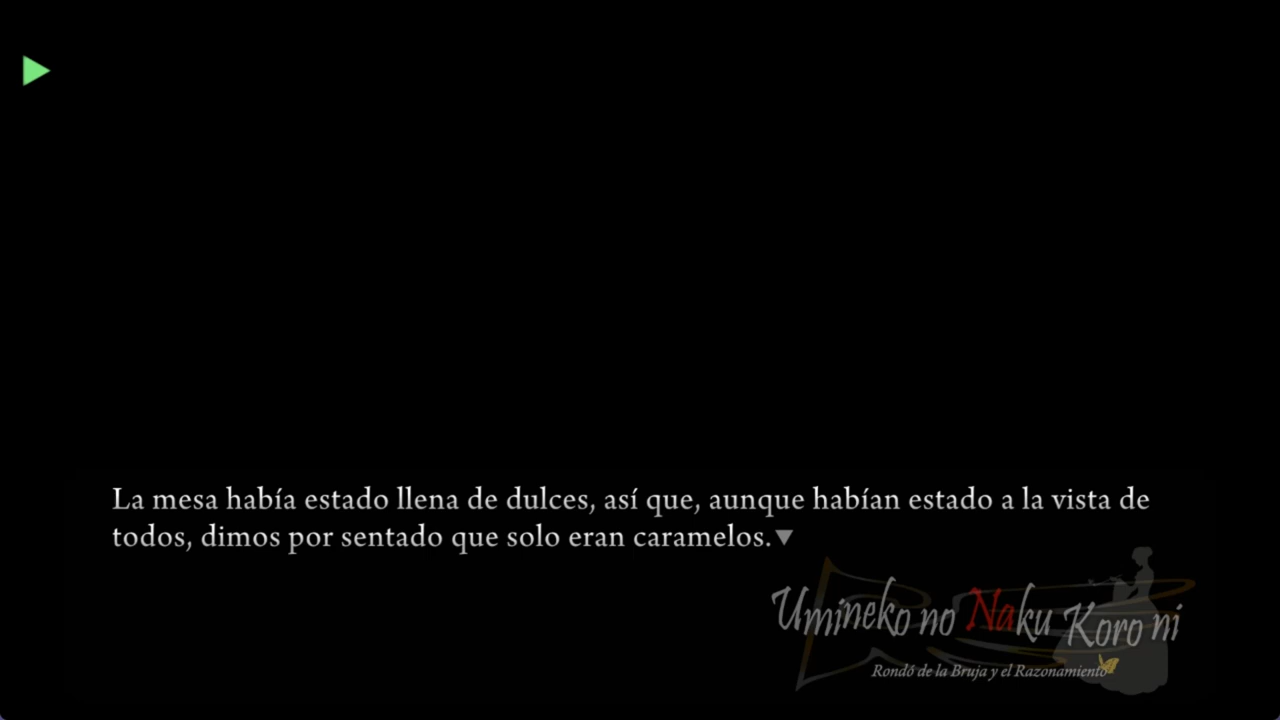 La mesa había estado llena de dulces, así que, aunque habían estado a la vista de
todos, dimos por sentado que solo eran caramelos.
Umineko no Naku Koro ni
Rondó de la Bruja y el Razonamiento